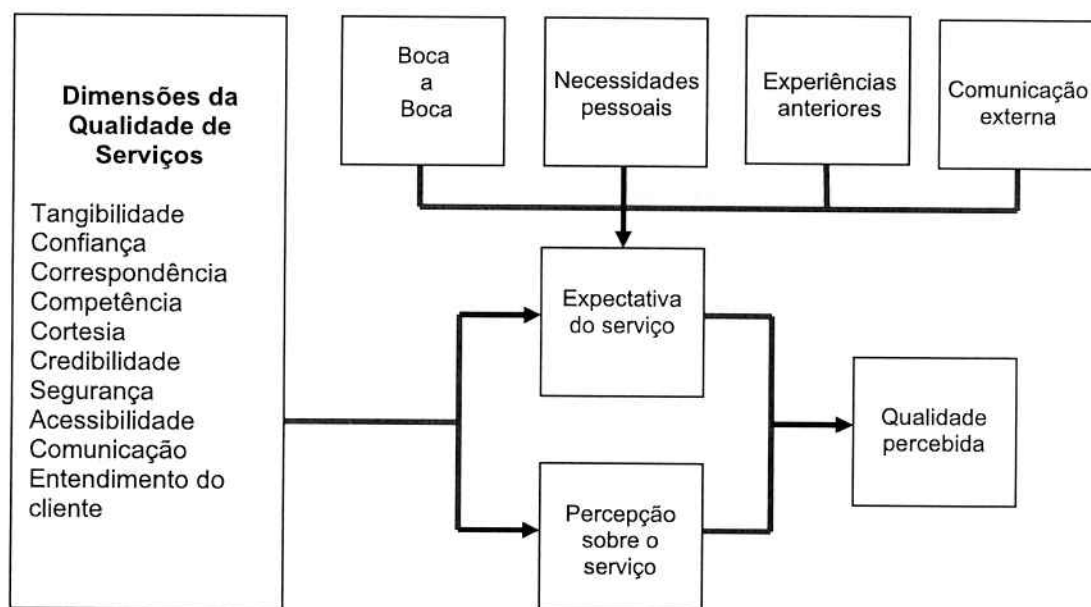 Dimensões da
Qualidade de
Serviços
Tangibilidade
Confiança
Correspondência
Competência
Cortesia
Credibilidade
Segurança
Acessibilidade
Comunicação
Entendimento do
cliente
Boca
a
Boca
Necessidades
pessoais
Experiências
anteriores
Comunicação
externa
Expectativa
do serviço
Percepção
sobre o
serviço
Qualidade
percebida